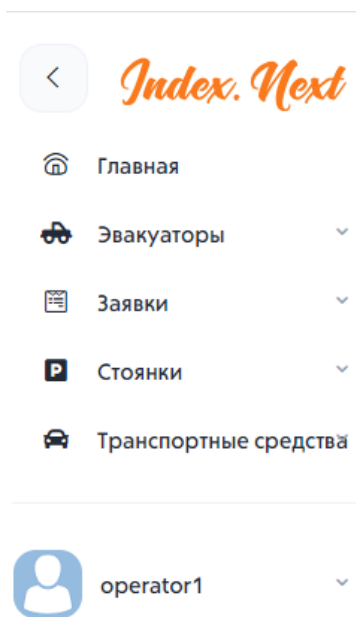 Index. Next
Главная
Эвакуаторы
Заявки
P
Стоянки
Транспортные средства
operator1